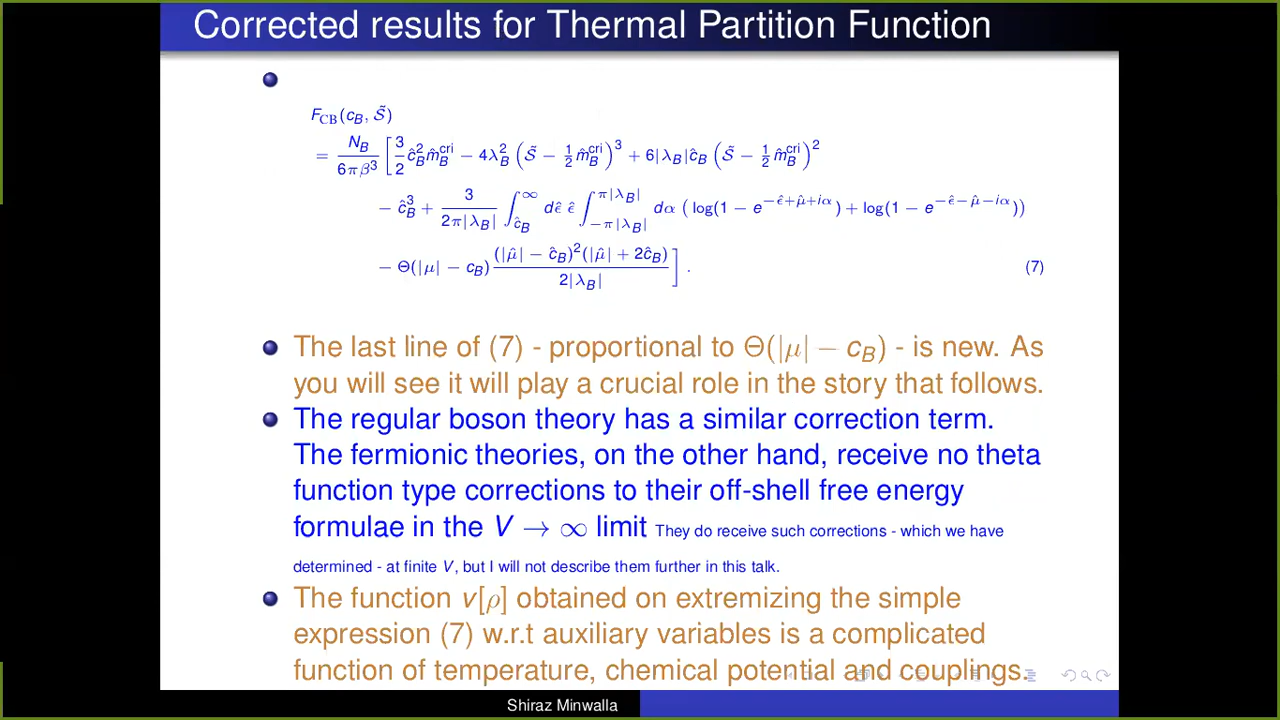 Corrected results for Thermal Partition Function
F_CB(c_B, S̃)
= N_B/(6πβ³) [ 3/2 ĉ_B² m̂_B^cri − 4λ_B² (S̃ − ½ m̂_B^cri)³ + 6|λ_B|ĉ_B (S̃ − ½ m̂_B^cri)²
− ĉ_B³ + 3/(2π|λ_B|) ∫_{ĉ_B}^{∞} dε̂ ε̂ ∫_{−π|λ_B|}^{π|λ_B|} dα (log(1 − e^{−ε̂+μ̂+iα}) + log(1 − e^{−ε̂−μ̂−iα}))
− Θ(|μ| − c_B) (|μ̂| − ĉ_B)²(|μ̂| + 2ĉ_B)/(2|λ_B|) ] . (7)
The last line of (7) - proportional to Θ(|μ| − c_B) - is new. As
you will see it will play a crucial role in the story that follows.
The regular boson theory has a similar correction term.
The fermionic theories, on the other hand, receive no theta
function type corrections to their off-shell free energy
formulae in the V → ∞ limit They do receive such corrections - which we have
determined - at finite V, but I will not describe them further in this talk.
The function v[ρ] obtained on extremizing the simple
expression (7) w.r.t auxiliary variables is a complicated
function of temperature, chemical potential and couplings.
Shiraz Minwalla